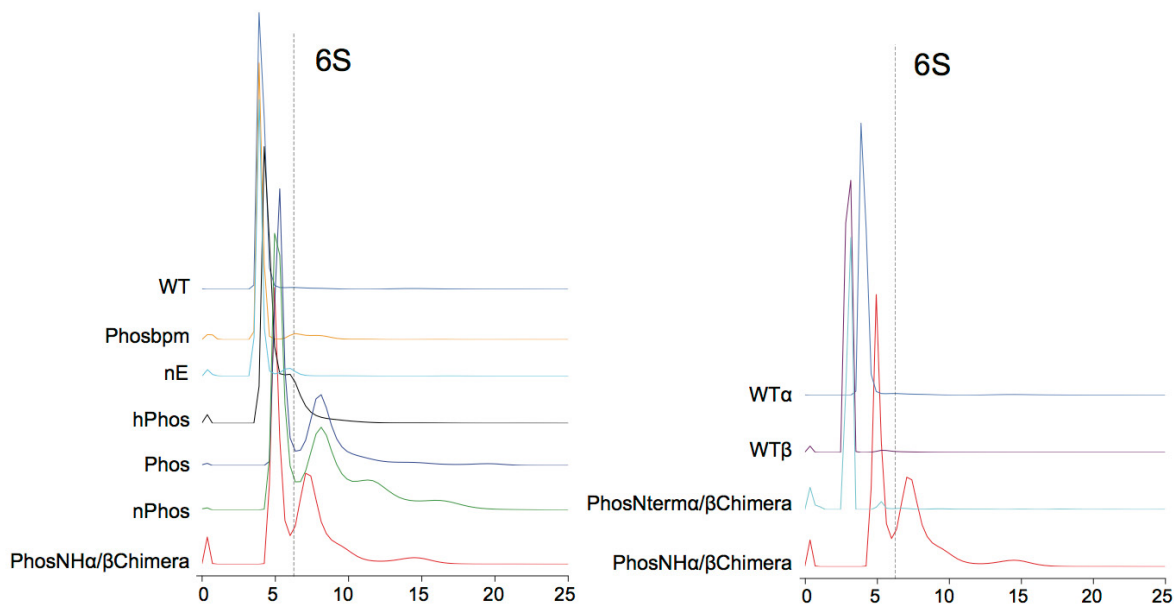 6S
WT
Phosbpm
nE
hPhos
Phos
nPhos
PhosNHα/βChimera
0 5 10 15 20 25
6S
WTα
WTβ
PhosNtermα/βChimera
PhosNHα/βChimera
0 5 10 15 20 25